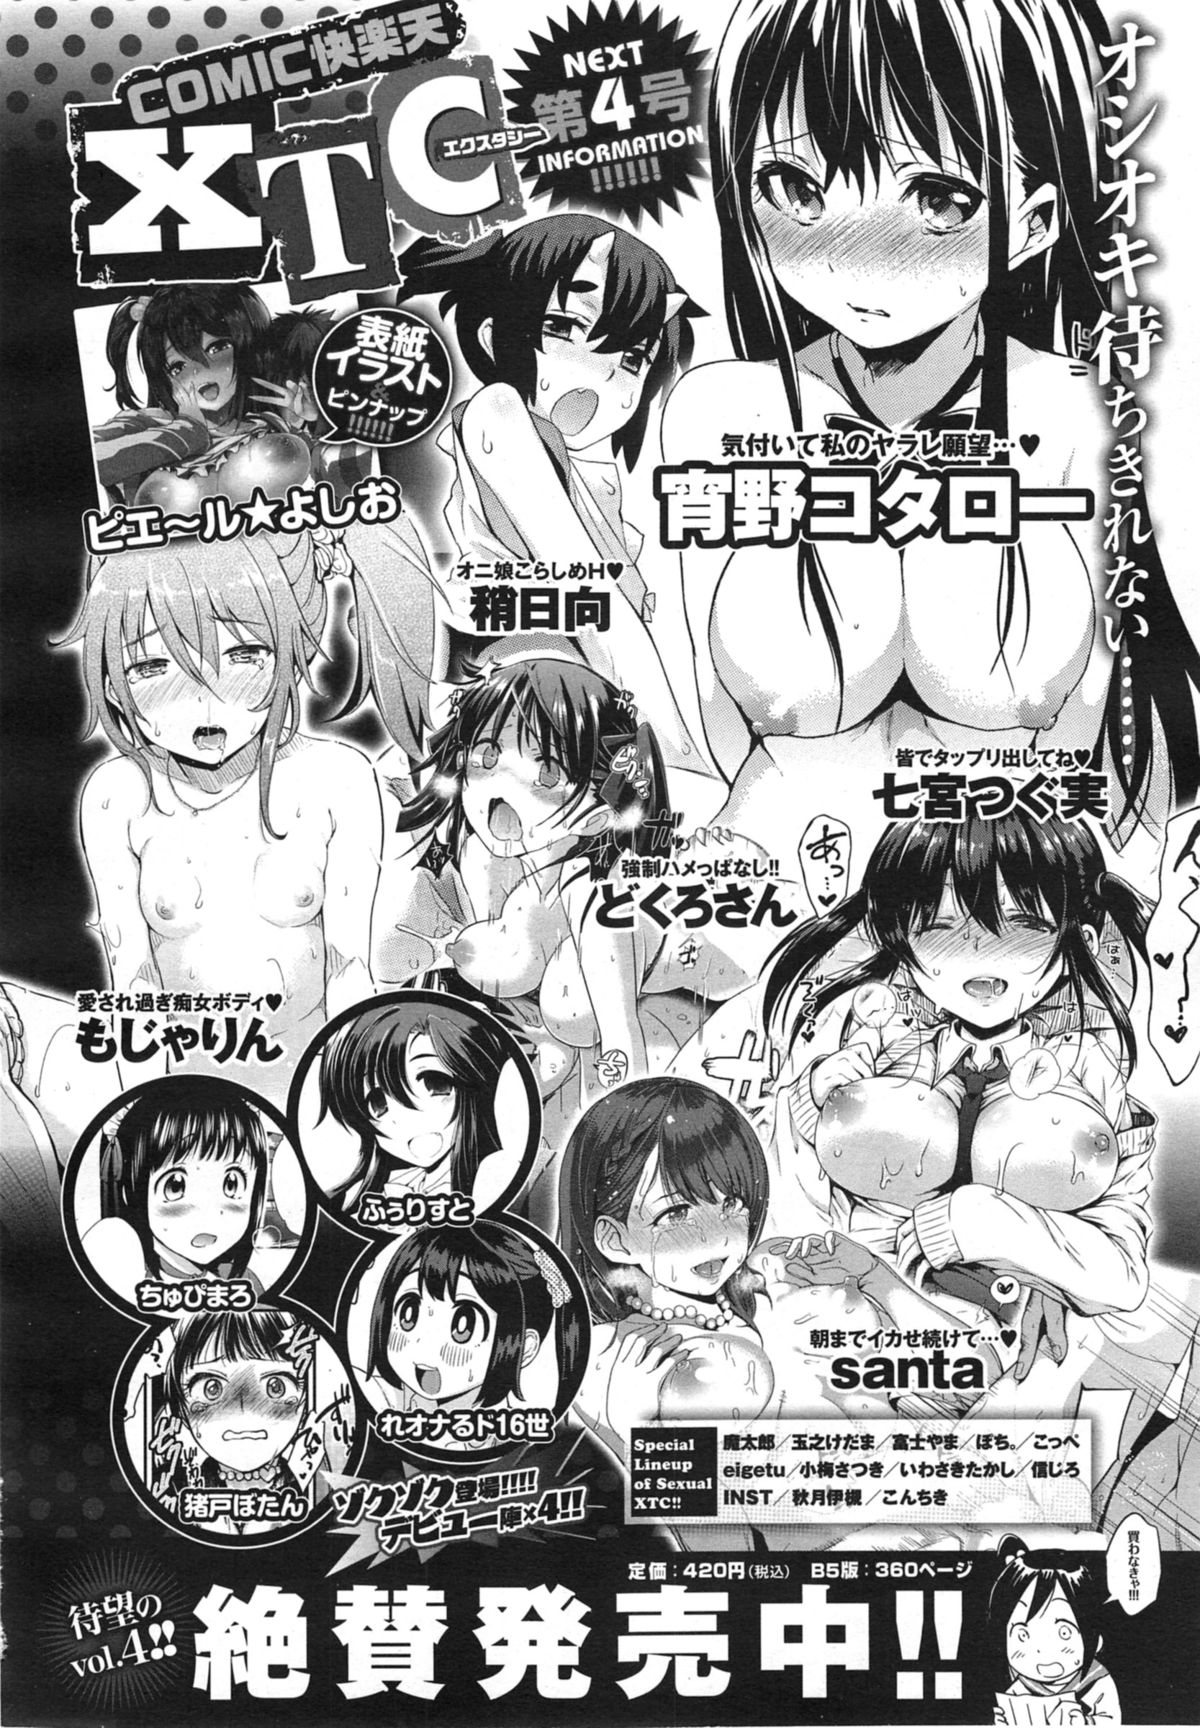 COMIC快楽天
XTC
エクスタシー
NEXT
第4号
INFORMATION
!!!!!!
オシオキ待ちきれない……
表紙
イラスト
&
ピンナップ
!!!!!!
ピエ〜ル★よしお
気付いて私のヤラレ願望…♥
宵野コタロー
オニ娘こらしめH♥
稍日向
皆でタップリ出してね♥
七宮つぐ実
強制ハメっぱなし!!
どくろさん
あっ…
はぁ…
は
は
愛され過ぎ痴女ボディ♥
もじゃりん
ふぅりすと
ちゅぴまろ
れオナるド16世
猪戸ぼたん
ゾクゾク登場!!!!
デビュー陣×4!!
朝までイカせ続けて…♥
santa
Special
Lineup
of Sexual
XTC!!
魔太郎／玉之けだま／富士やま／ぽち。／こっぺ
eigetu／小梅さつき／いわさきたかし／信じろ
INST／秋月伊槻／こんちき
定価：420円(税込)　B5版：360ページ
待望の
vol.4!!
絶賛発売中!!
買わなきゃ!!!